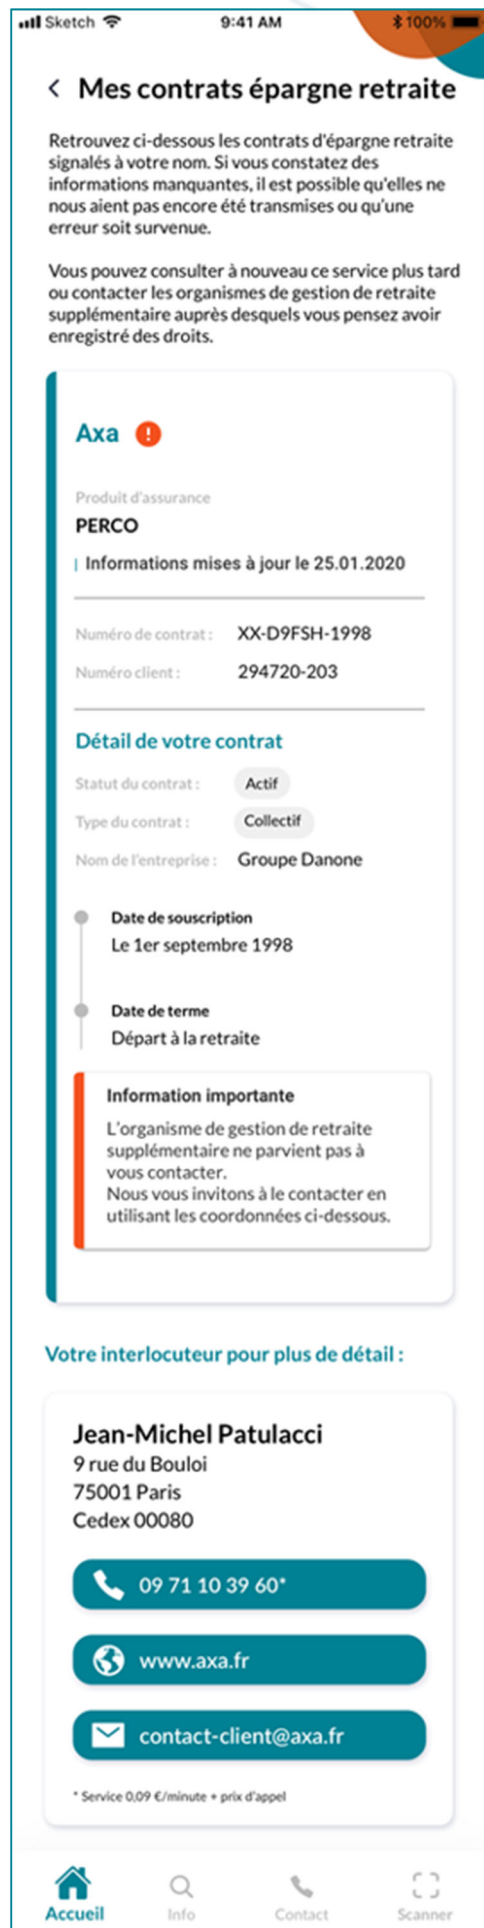 Sketch
9:41 AM
100%
Mes contrats épargne retraite
Retrouvez ci-dessous les contrats d'épargne retraite
signalés à votre nom. Si vous constatez des
informations manquantes, il est possible qu'elles ne
nous aient pas encore été transmises ou qu'une
erreur soit survenue.
Vous pouvez consulter à nouveau ce service plus tard
ou contacter les organismes de gestion de retraite
supplémentaire auprès desquels vous pensez avoir
enregistré des droits.
Axa
Produit d'assurance
PERCO
Informations mises à jour le 25.01.2020
Numéro de contrat : XX-D9FSH-1998
Numéro client : 294720-203
Détail de votre contrat
Statut du contrat : Actif
Type du contrat : Collectif
Nom de l'entreprise : Groupe Danone
Date de souscription
Le 1er septembre 1998
Date de terme
Départ à la retraite
Information importante
L'organisme de gestion de retraite
supplémentaire ne parvient pas à
vous contacter.
Nous vous invitons à le contacter en
utilisant les coordonnées ci-dessous.
Votre interlocuteur pour plus de détail :
Jean-Michel Patulacci
9 rue du Bouloi
75001 Paris
Cedex 00080
09 71 10 39 60*
www.axa.fr
contact-client@axa.fr
* Service 0,09 €/minute + prix d'appel
Accueil
Info
Contact
Scanner